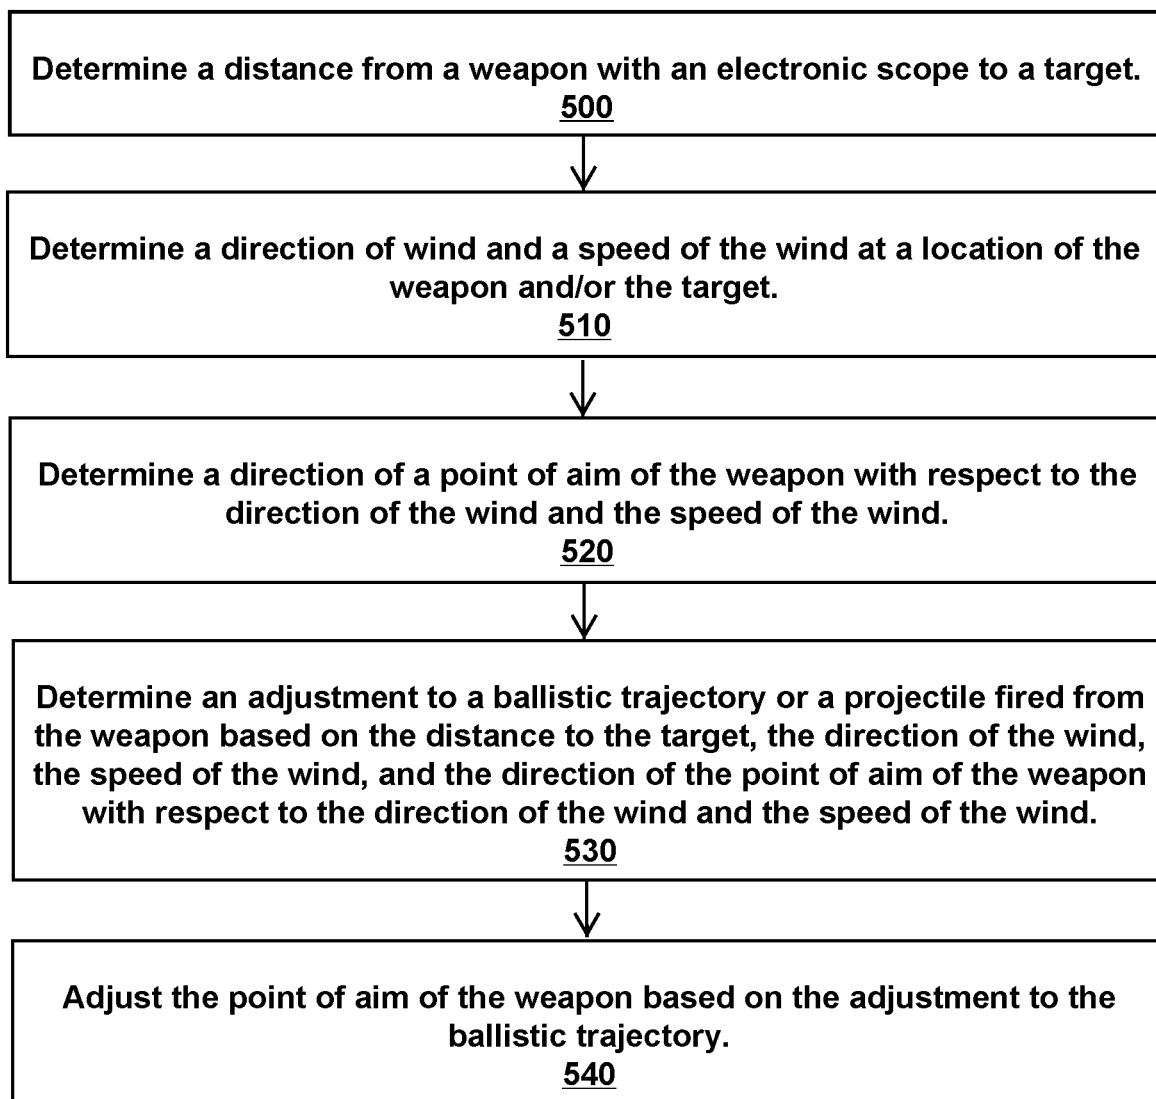 Determine a distance from a weapon with an electronic scope to a target.
500
Determine a direction of wind and a speed of the wind at a location of the
weapon and/or the target.
510
Determine a direction of a point of aim of the weapon with respect to the
direction of the wind and the speed of the wind.
520
Determine an adjustment to a ballistic trajectory or a projectile fired from
the weapon based on the distance to the target, the direction of the wind,
the speed of the wind, and the direction of the point of aim of the weapon
with respect to the direction of the wind and the speed of the wind.
530
Adjust the point of aim of the weapon based on the adjustment to the
ballistic trajectory.
540